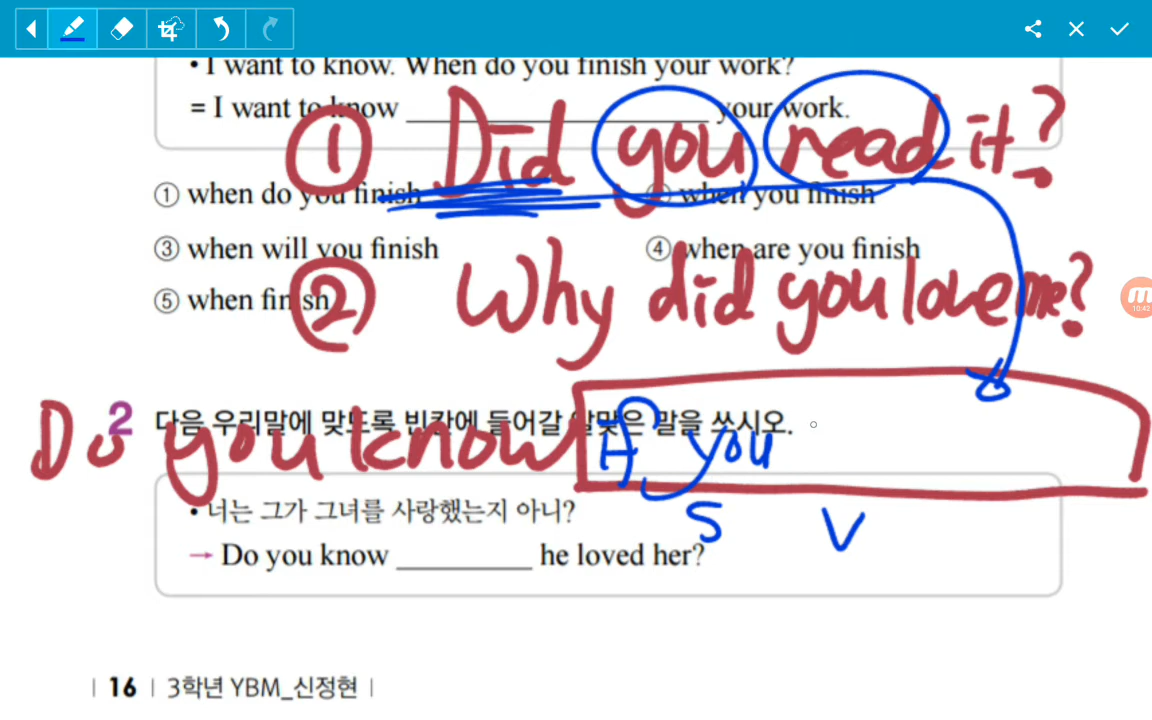 • I want to know. When do you finish your work?
= I want to know ____________ your work.
① Did you read it?
① when do you finish ② when you finish
③ when will you finish ④ when are you finish
② Why did you love me?
⑤ when finish
2 다음 우리말에 맞도록 빈칸에 들어갈 알맞은 말을 쓰시오.
Do you know if you
S V
• 너는 그가 그녀를 사랑했는지 아니?
→ Do you know ________ he loved her?
| 16 | 3학년 YBM_신정현 |
10:42